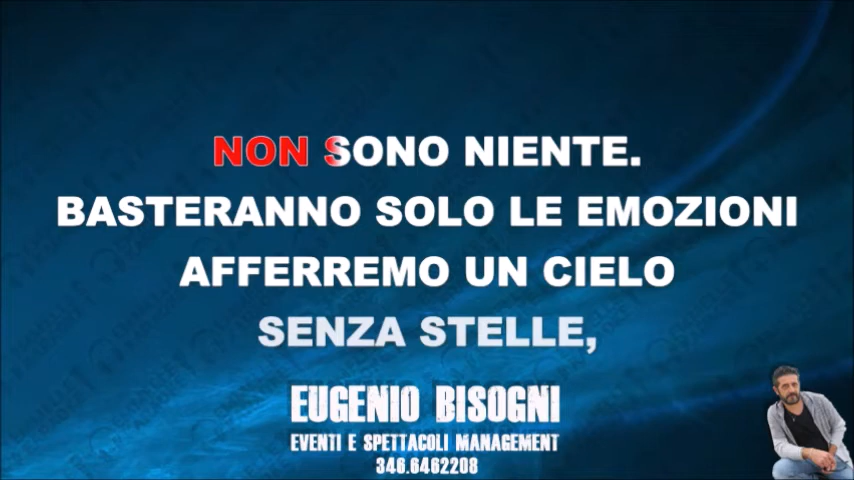 NON SONO NIENTE.
BASTERANNO SOLO LE EMOZIONI
AFFERREMO UN CIELO
SENZA STELLE,
EUGENIO BISOGNI
EVENTI E SPETTACOLI MANAGEMENT
346.6462208